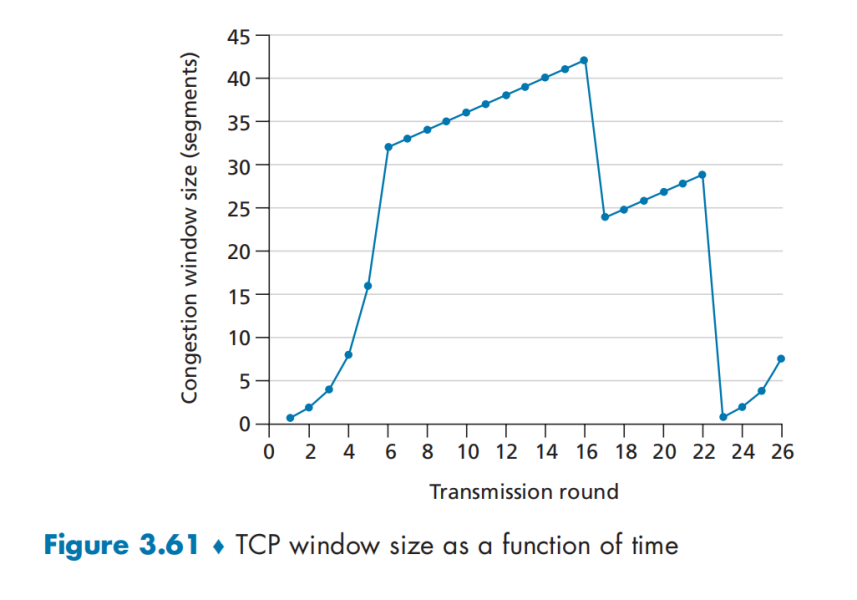 45
40
35
30
25
20
15
10
5
0
Congestion window size (segments)
0 2 4 6 8 10 12 14 16 18 20 22 24 26
Transmission round
Figure 3.61 ♦ TCP window size as a function of time